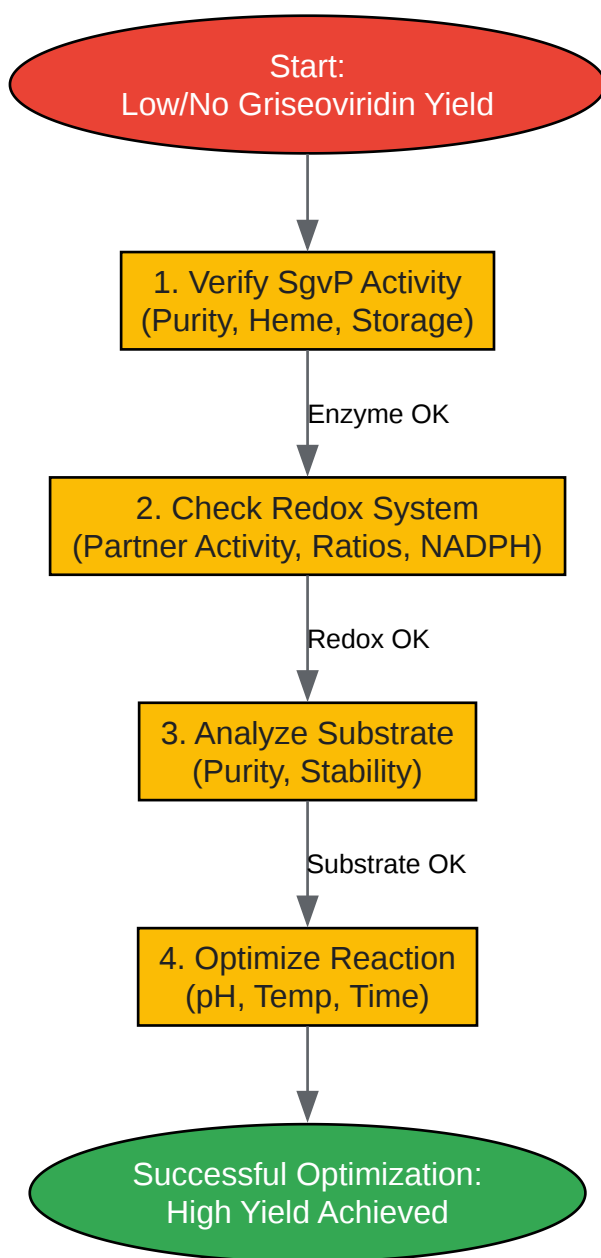 Start:
Low/No Griseoviridin Yield
1. Verify SgvP Activity
(Purity, Heme, Storage)
Enzyme OK
2. Check Redox System
(Partner Activity, Ratios, NADPH)
Redox OK
3. Analyze Substrate
(Purity, Stability)
Substrate OK
4. Optimize Reaction
(pH, Temp, Time)
Successful Optimization:
High Yield Achieved